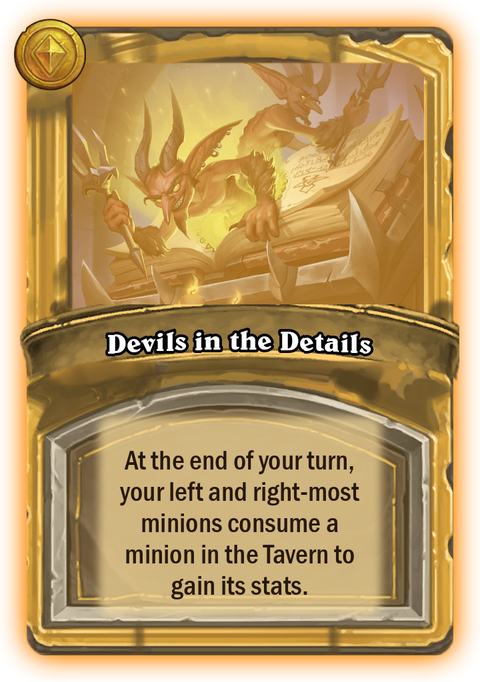 Devils in the Details
At the end of your turn,
your left and right-most
minions consume a
minion in the Tavern to
gain its stats.